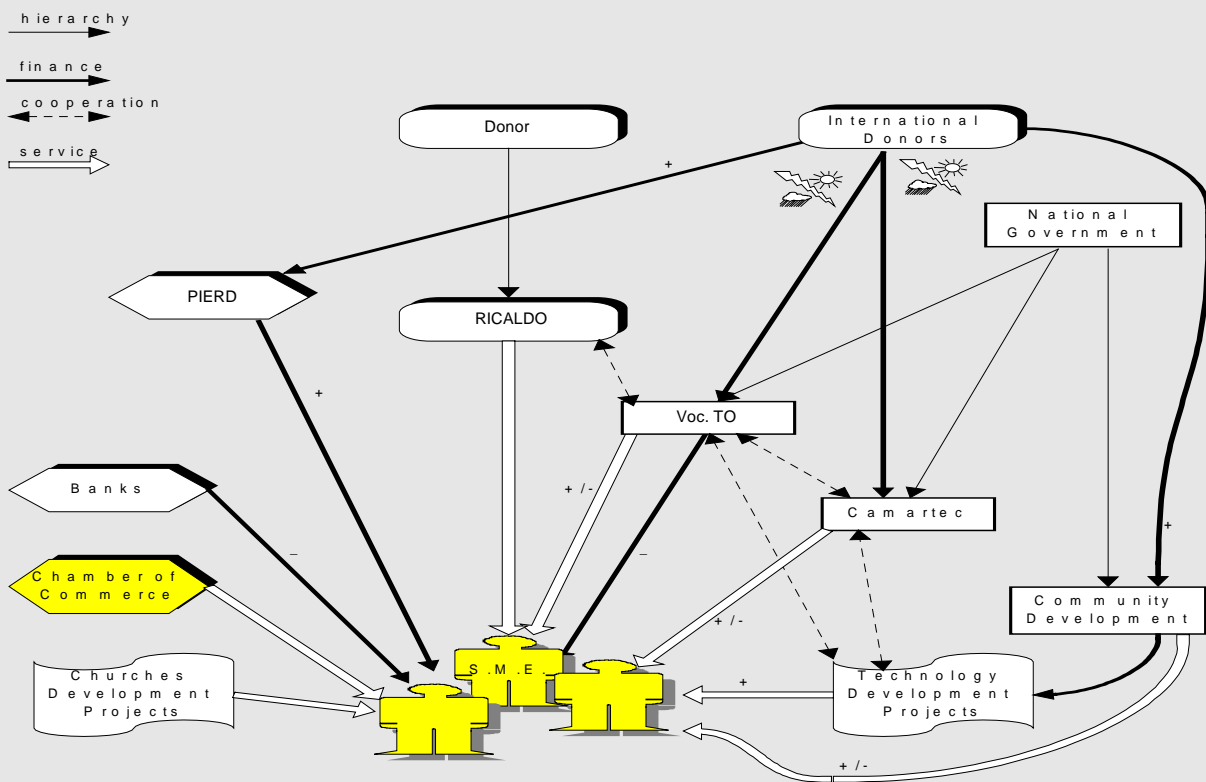 hierarchy
finance
cooperation
service
Donor
International
Donors
+
National
Government
PIERD
RICALDO
+
Voc. TO
Banks
+ /-
Camartec
+
–
–
Chamber of
Commerce
Community
Development
+ /-
S.M.E.
Churches
Development
Projects
+
Technology
Development
Projects
+ /-